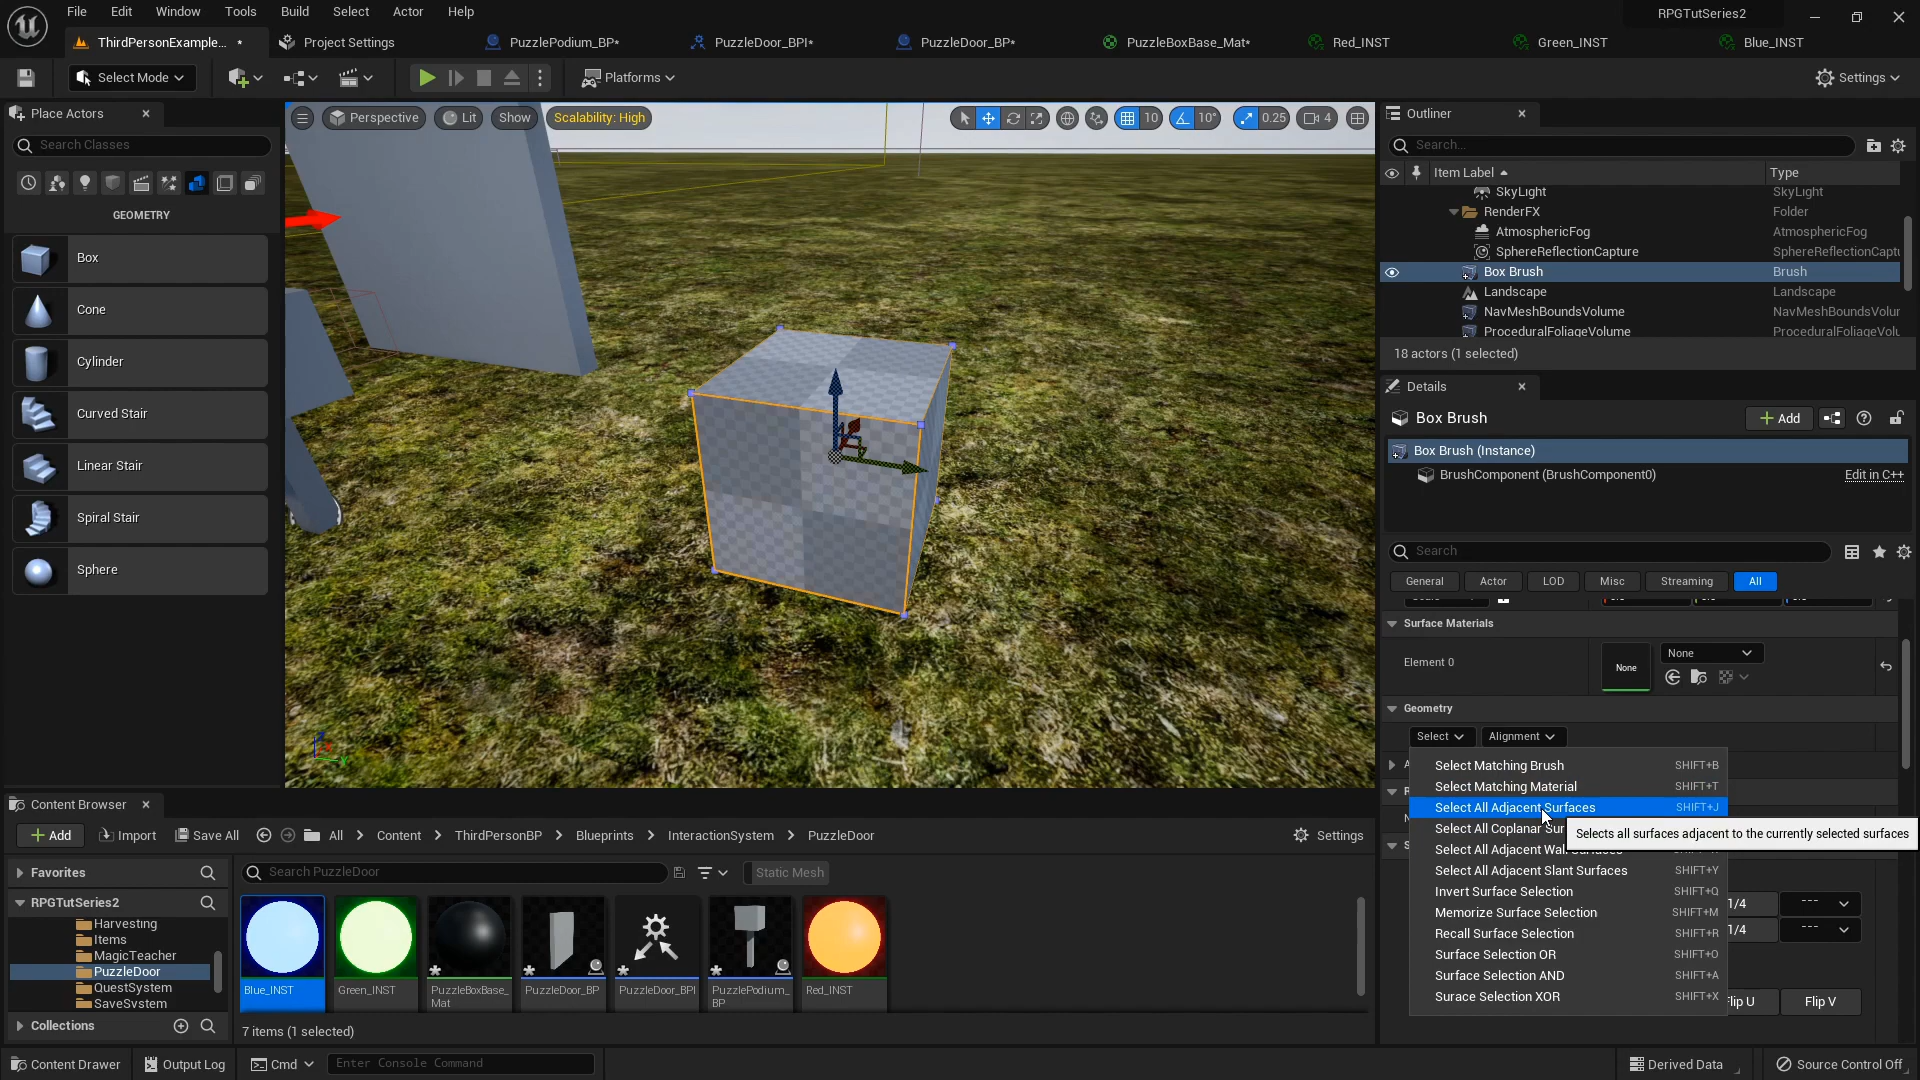 File Edit Window Tools Build Select Actor Help
RPGTutSeries2
ThirdPersonExample... *
Project Settings
PuzzlePodium_BP*
PuzzleDoor_BPI*
PuzzleDoor_BP*
PuzzleBoxBase_Mat*
Red_INST
Green_INST
Blue_INST
Select Mode
Platforms
Settings
Place Actors
Search Classes
GEOMETRY
Box
Cone
Cylinder
Curved Stair
Linear Stair
Spiral Stair
Sphere
Perspective Lit Show Scalability: High
10 10° 0.25 4
Outliner
Search...
Item Label Type
SkyLight SkyLight
RenderFX Folder
AtmosphericFog AtmosphericFog
SphereReflectionCapture SphereReflectionCaptu
Box Brush Brush
Landscape Landscape
NavMeshBoundsVolume NavMeshBoundsVolur
ProceduralFoliageVolume ProceduralFoliageVolu
18 actors (1 selected)
Details
Box Brush
Add
Box Brush (Instance)
BrushComponent (BrushComponent0) Edit in C++
Search
General Actor LOD Misc Streaming All
Surface Materials
Element 0
None
None
Geometry
Select Alignment
Select Matching Brush SHIFT+B
Select Matching Material SHIFT+T
Select All Adjacent Surfaces SHIFT+J
Select All Coplanar Sur
Selects all surfaces adjacent to the currently selected surfaces
Select All Adjacent Wall Surfaces
Select All Adjacent Slant Surfaces SHIFT+Y
Invert Surface Selection SHIFT+Q
Memorize Surface Selection SHIFT+M
Recall Surface Selection SHIFT+R
Surface Selection OR SHIFT+O
Surface Selection AND SHIFT+A
Surace Selection XOR SHIFT+X
1/4 ---
1/4 ---
Flip U Flip V
Content Browser
Add Import Save All All Content ThirdPersonBP Blueprints InteractionSystem PuzzleDoor
Settings
Favorites
RPGTutSeries2
Harvesting
Items
MagicTeacher
PuzzleDoor
QuestSystem
SaveSystem
Collections
Search PuzzleDoor
Static Mesh
Blue_INST
Green_INST
PuzzleBoxBase_
Mat
PuzzleDoor_BP
PuzzleDoor_BPI
PuzzlePodium_
BP
Red_INST
7 items (1 selected)
Content Drawer Output Log Cmd Enter Console Command
Derived Data Source Control Off